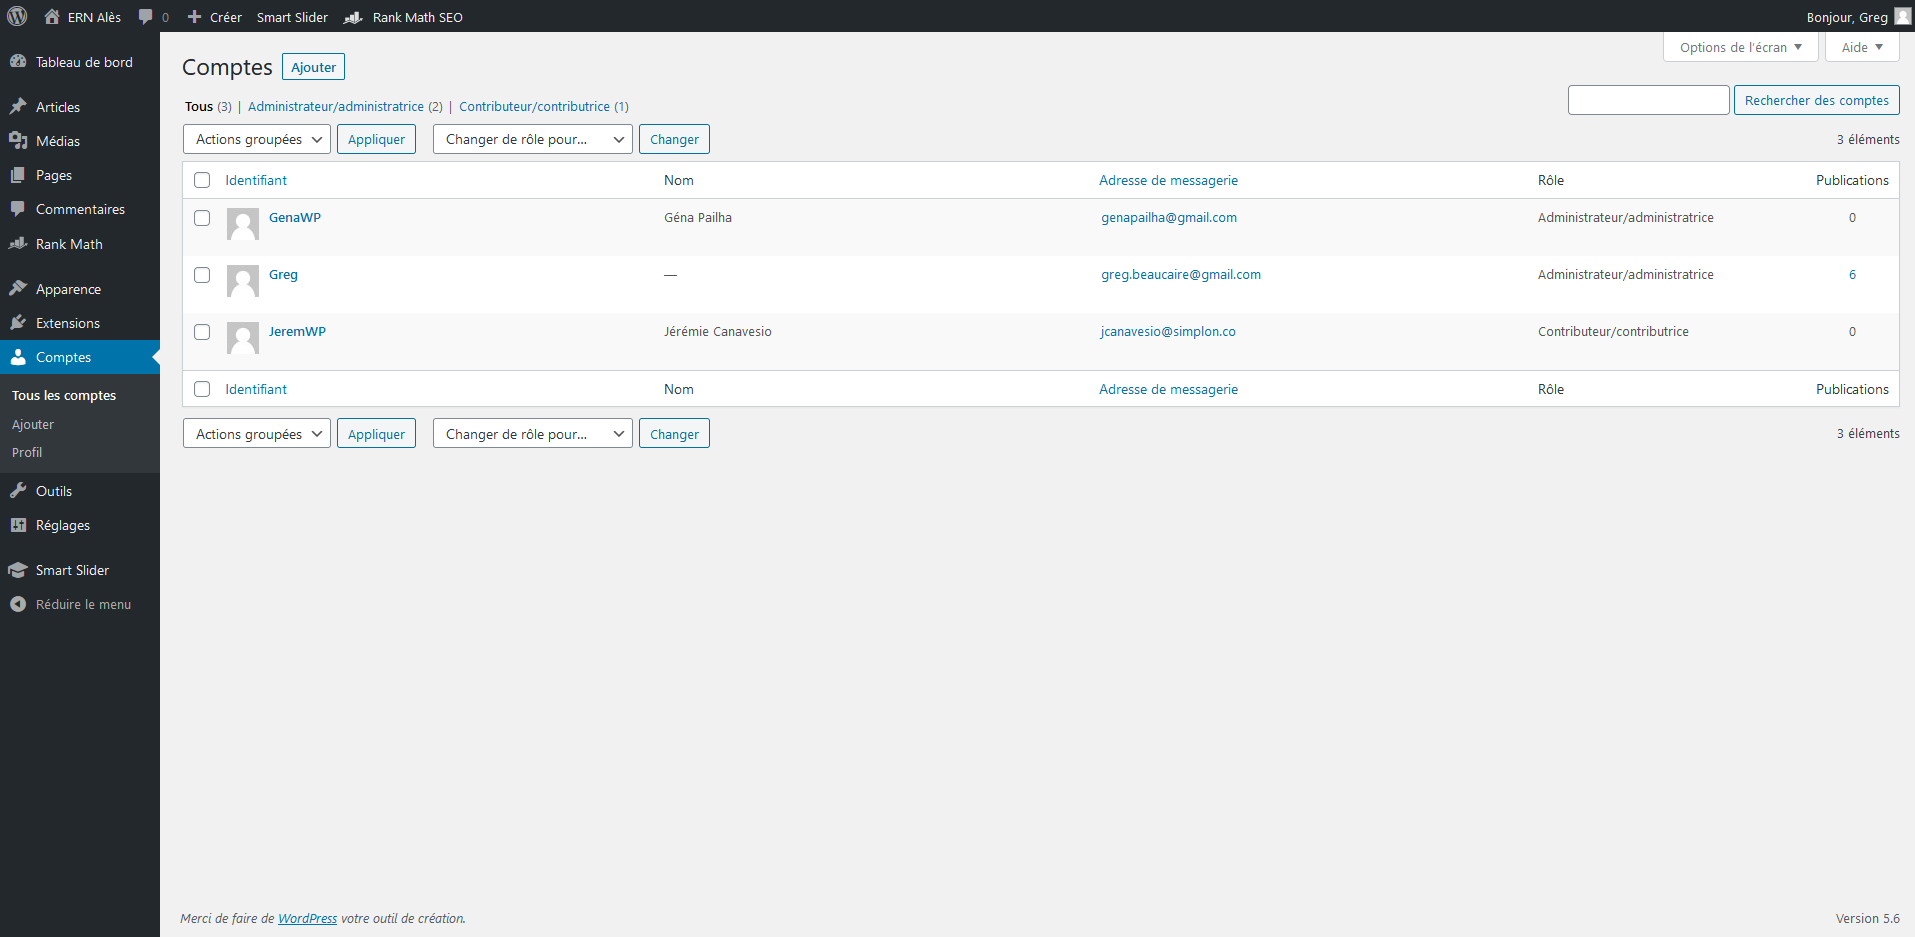 ERN Alès 0 Créer Smart Slider Rank Math SEO Bonjour, Greg
Tableau de bord
Articles
Médias
Pages
Commentaires
Rank Math
Apparence
Extensions
Comptes
Tous les comptes
Ajouter
Profil
Outils
Réglages
Smart Slider
Réduire le menu
Options de l'écran Aide
Comptes Ajouter
Tous (3) | Administrateur/administratrice (2) | Contributeur/contributrice (1)
Rechercher des comptes
Actions groupées Appliquer Changer de rôle pour... Changer 3 éléments
Identifiant Nom Adresse de messagerie Rôle Publications
GenaWP Géna Pailha genapailha@gmail.com Administrateur/administratrice 0
Greg — greg.beaucaire@gmail.com Administrateur/administratrice 6
JeremWP Jérémie Canavesio jcanavesio@simplon.co Contributeur/contributrice 0
Identifiant Nom Adresse de messagerie Rôle Publications
Actions groupées Appliquer Changer de rôle pour... Changer 3 éléments
Merci de faire de WordPress votre outil de création. Version 5.6